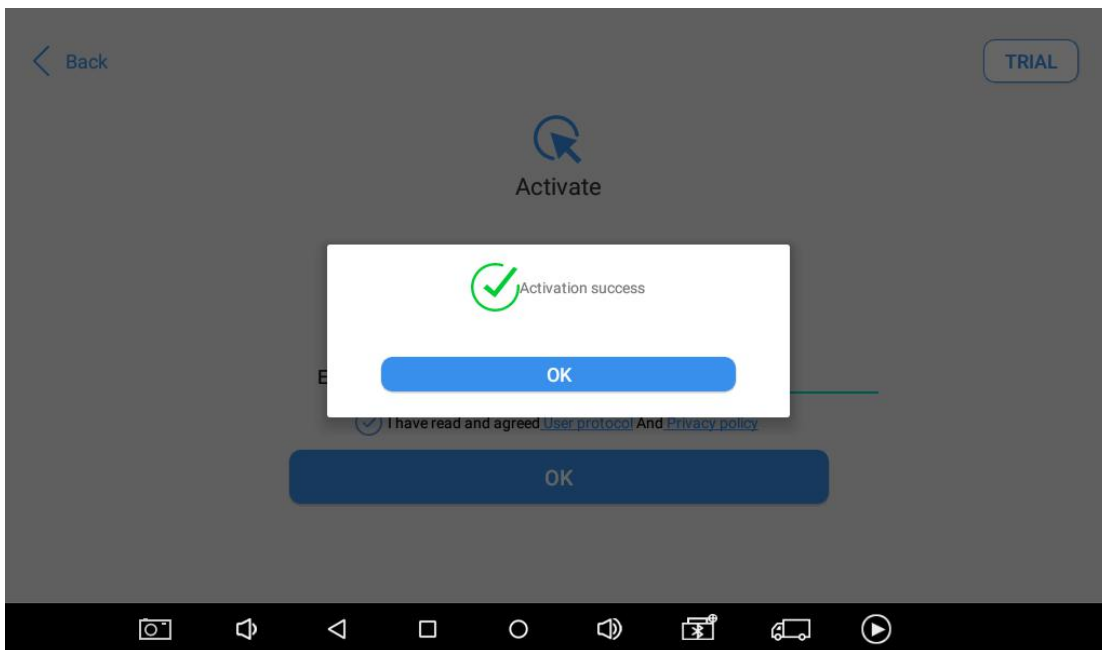 Back
TRIAL
Activate
Activation success
OK
E
I have read and agreed User protocol And Privacy policy
OK